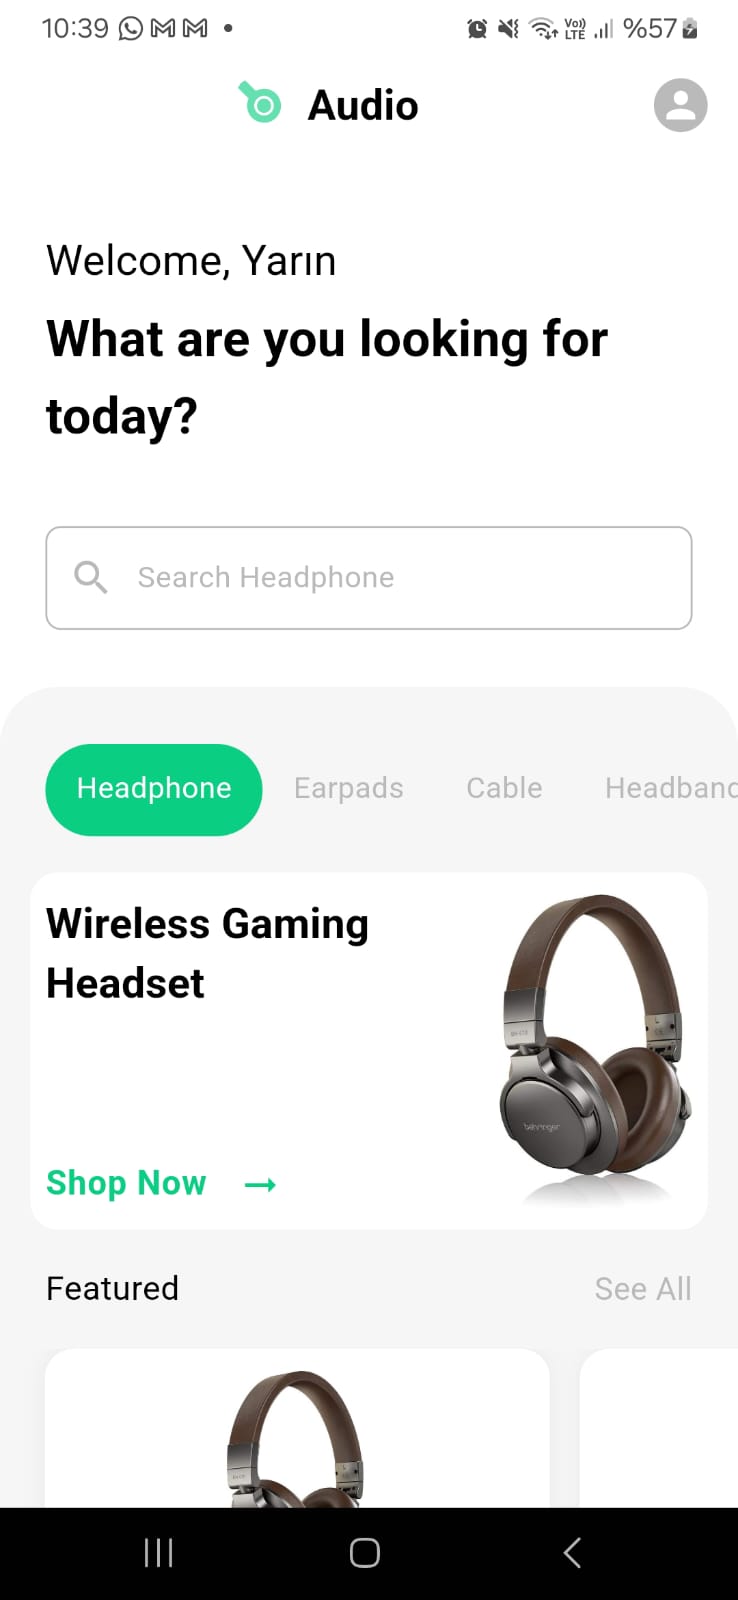 10:39
Vo))
LTE
%57
Audio
Welcome, Yarın
What are you looking for
today?
Search Headphone
Headphone Earpads Cable Headband
Wireless Gaming
Headset
L
behringer
Shop Now →
Featured See All
L